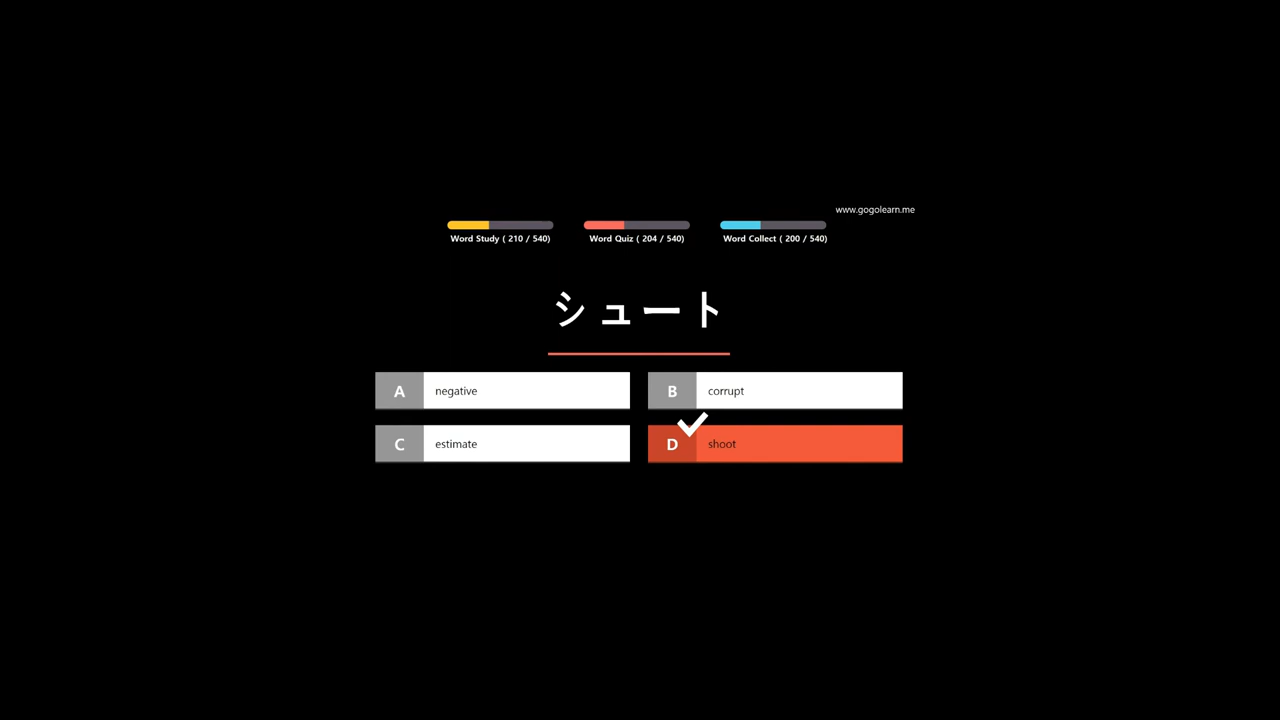 www.gogolearn.me
Word Study ( 210 / 540) Word Quiz ( 204 / 540) Word Collect ( 200 / 540)
シュート
A negative B corrupt
C estimate D shoot